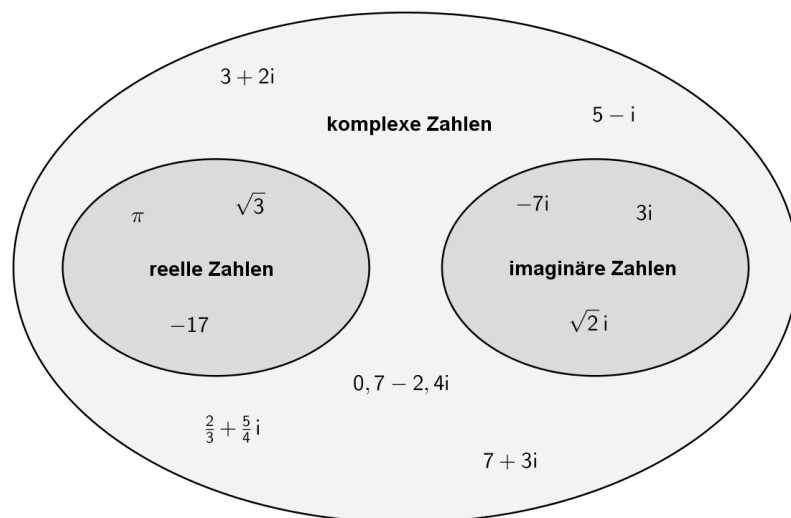 3 + 2i
5 − i
komplexe Zahlen
π
√3
−7i
3i
reelle Zahlen
imaginäre Zahlen
−17
√2 i
0,7 − 2,4i
2/3 + 5/4 i
7 + 3i